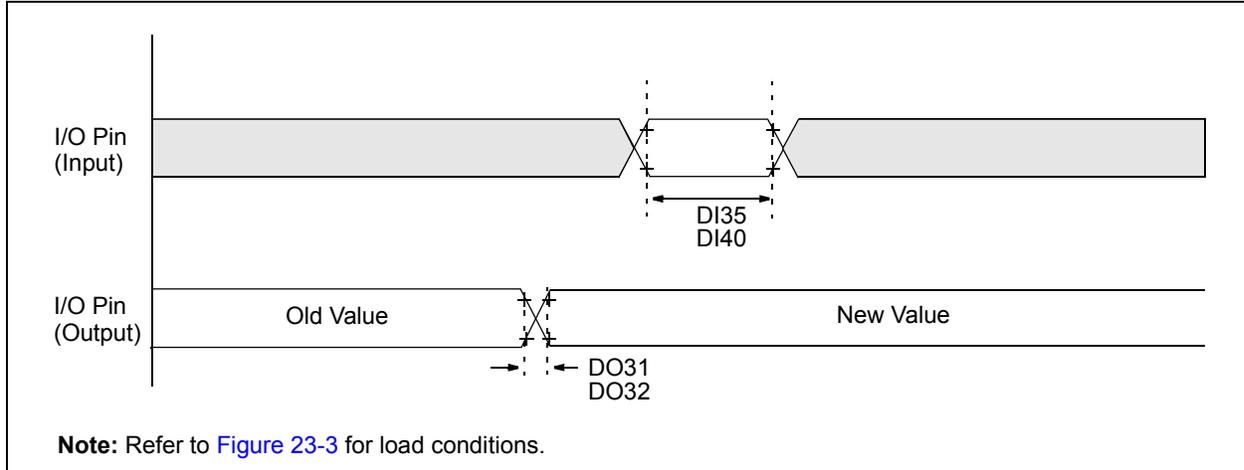 I/O Pin
(Input)
DI35
DI40
I/O Pin
(Output)
Old Value
New Value
DO31
DO32
Note: Refer to Figure 23-3 for load conditions.